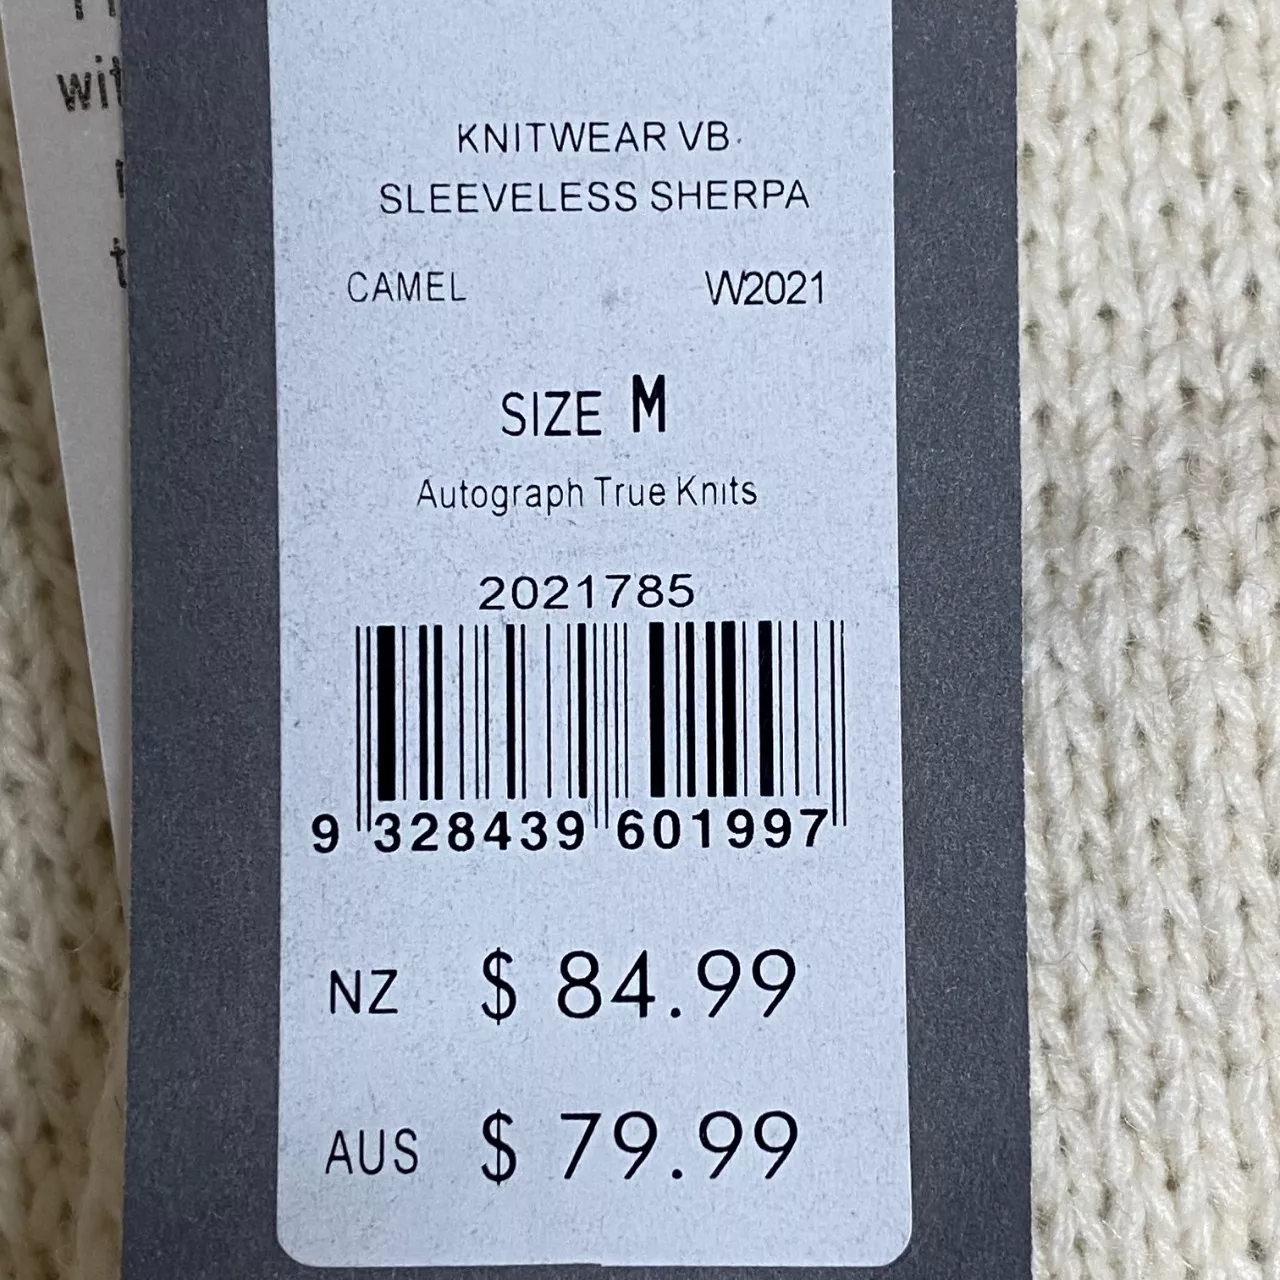 wit
KNITWEAR VB.
SLEEVELESS SHERPA
CAMEL W2021
SIZE M
Autograph True Knits
2021785
9 328439 601997
NZ $ 84.99
AUS $ 79.99